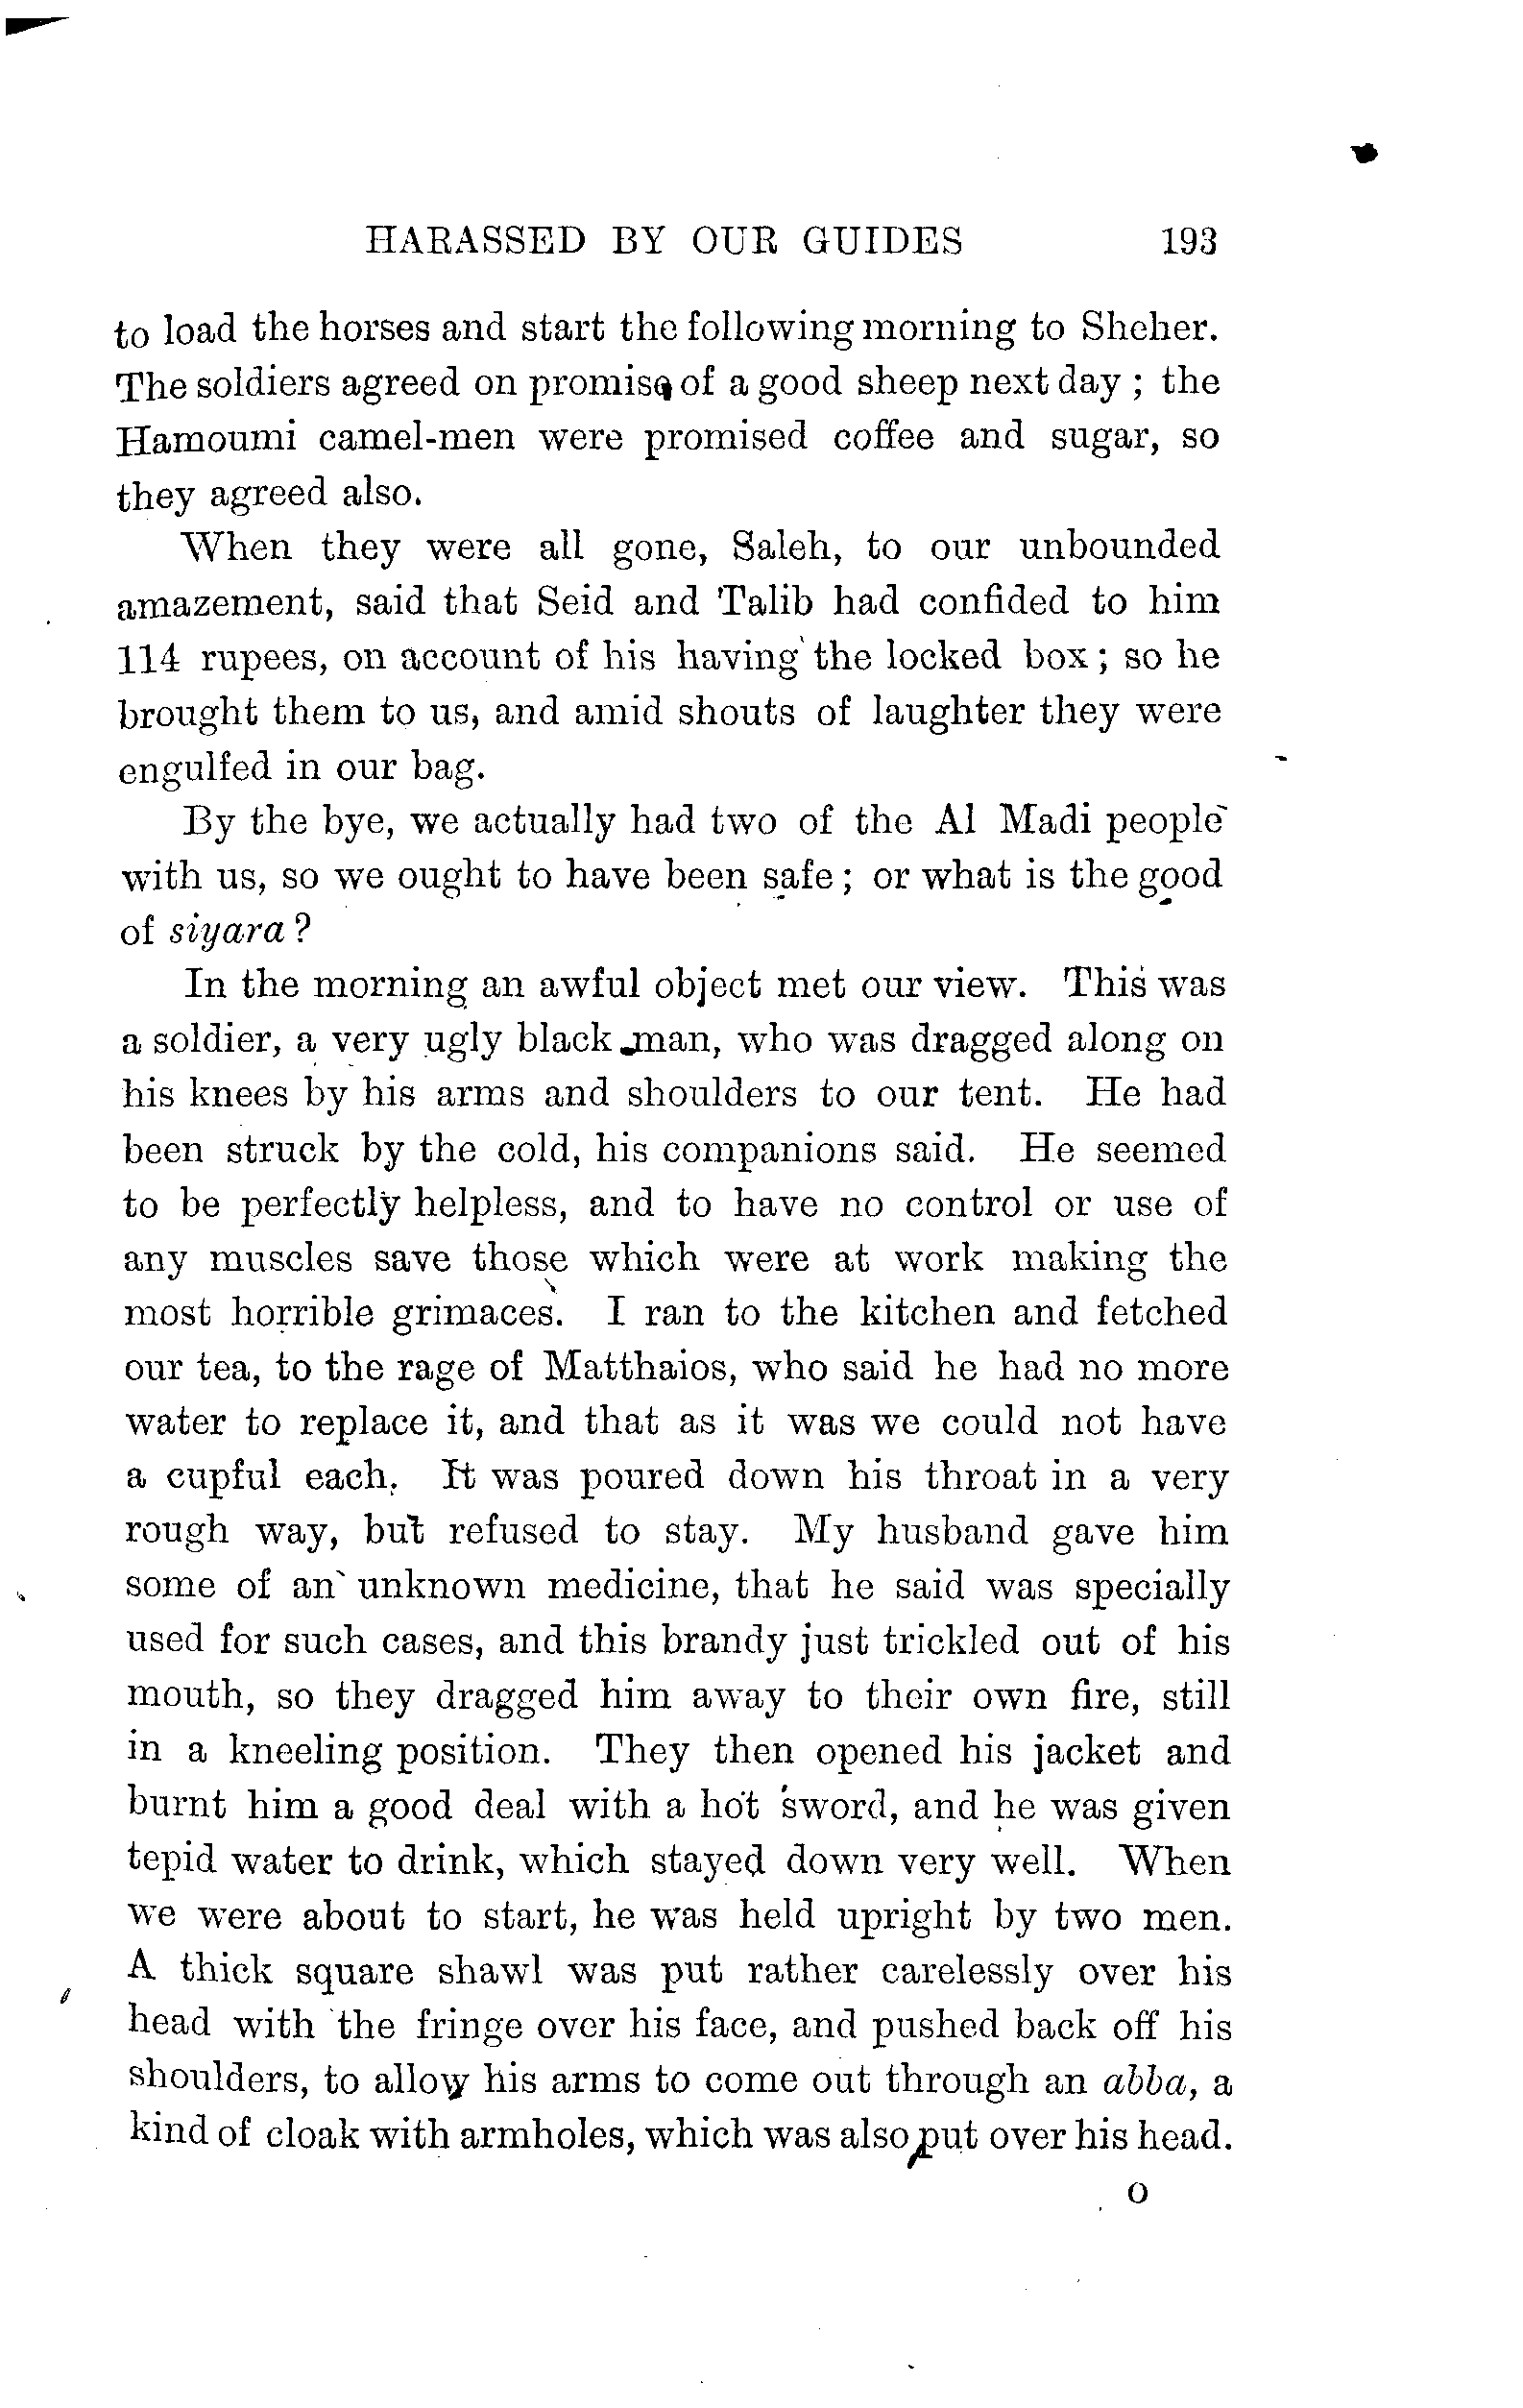 HARASSED BY OUR GUIDES 193
to load the horses and start the following morning to Sheher.
The soldiers agreed on promise of a good sheep next day ; the
Hamoumi camel-men were promised coffee and sugar, so
they agreed also.
When they were all gone, Saleh, to our unbounded
amazement, said that Seid and Talib had confided to him
114 rupees, on account of his having the locked box ; so he
brought them to us, and amid shouts of laughter they were
engulfed in our bag.
By the bye, we actually had two of the Al Madi people
with us, so we ought to have been safe ; or what is the good
of siyara ?
In the morning an awful object met our view. This was
a soldier, a very ugly black man, who was dragged along on
his knees by his arms and shoulders to our tent. He had
been struck by the cold, his companions said. He seemed
to be perfectly helpless, and to have no control or use of
any muscles save those which were at work making the
most horrible grimaces. I ran to the kitchen and fetched
our tea, to the rage of Matthaios, who said he had no more
water to replace it, and that as it was we could not have
a cupful each. It was poured down his throat in a very
rough way, but refused to stay. My husband gave him
some of an unknown medicine, that he said was specially
used for such cases, and this brandy just trickled out of his
mouth, so they dragged him away to their own fire, still
in a kneeling position. They then opened his jacket and
burnt him a good deal with a hot sword, and he was given
tepid water to drink, which stayed down very well. When
we were about to start, he was held upright by two men.
A thick square shawl was put rather carelessly over his
head with the fringe over his face, and pushed back off his
shoulders, to allow his arms to come out through an abba, a
kind of cloak with armholes, which was also put over his head.
O